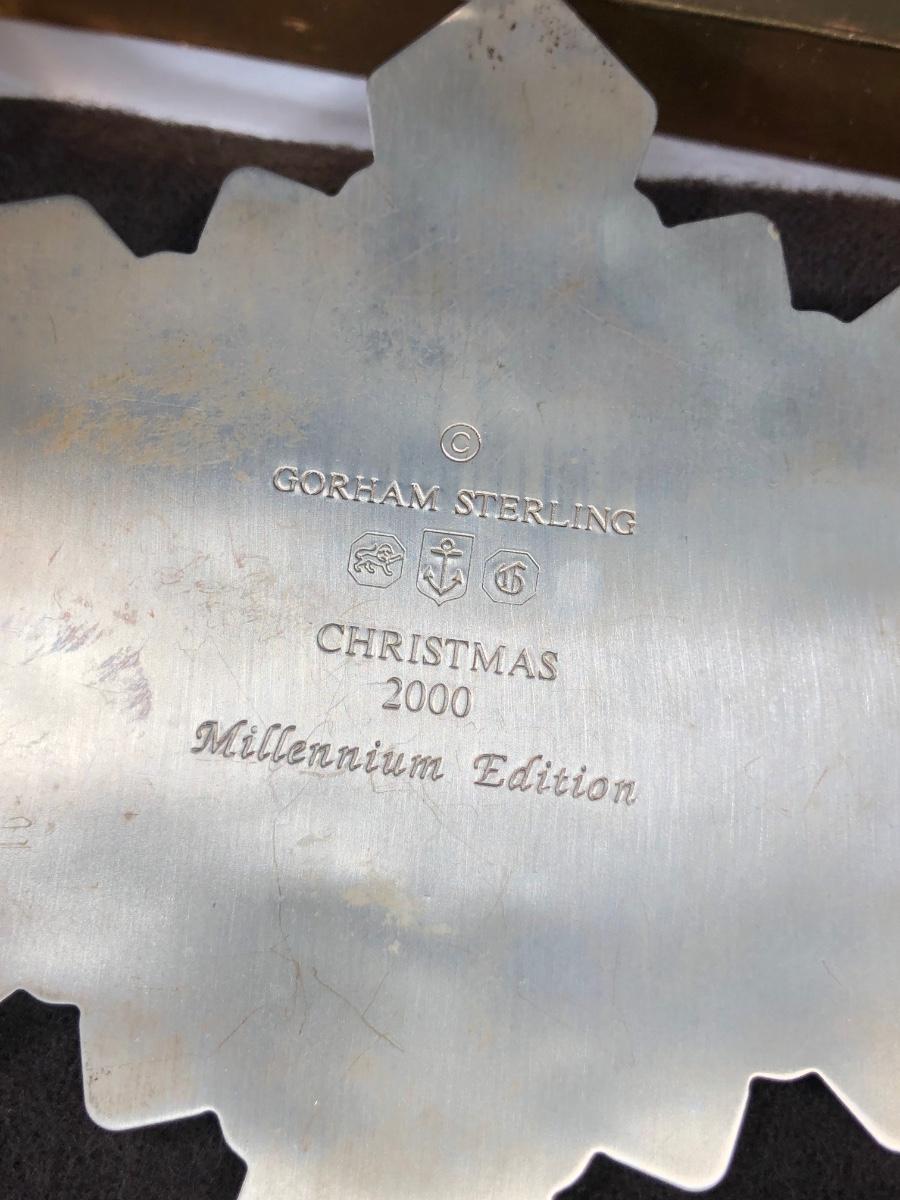 ©
GORHAM STERLING
G
CHRISTMAS
2000
Millennium Edition